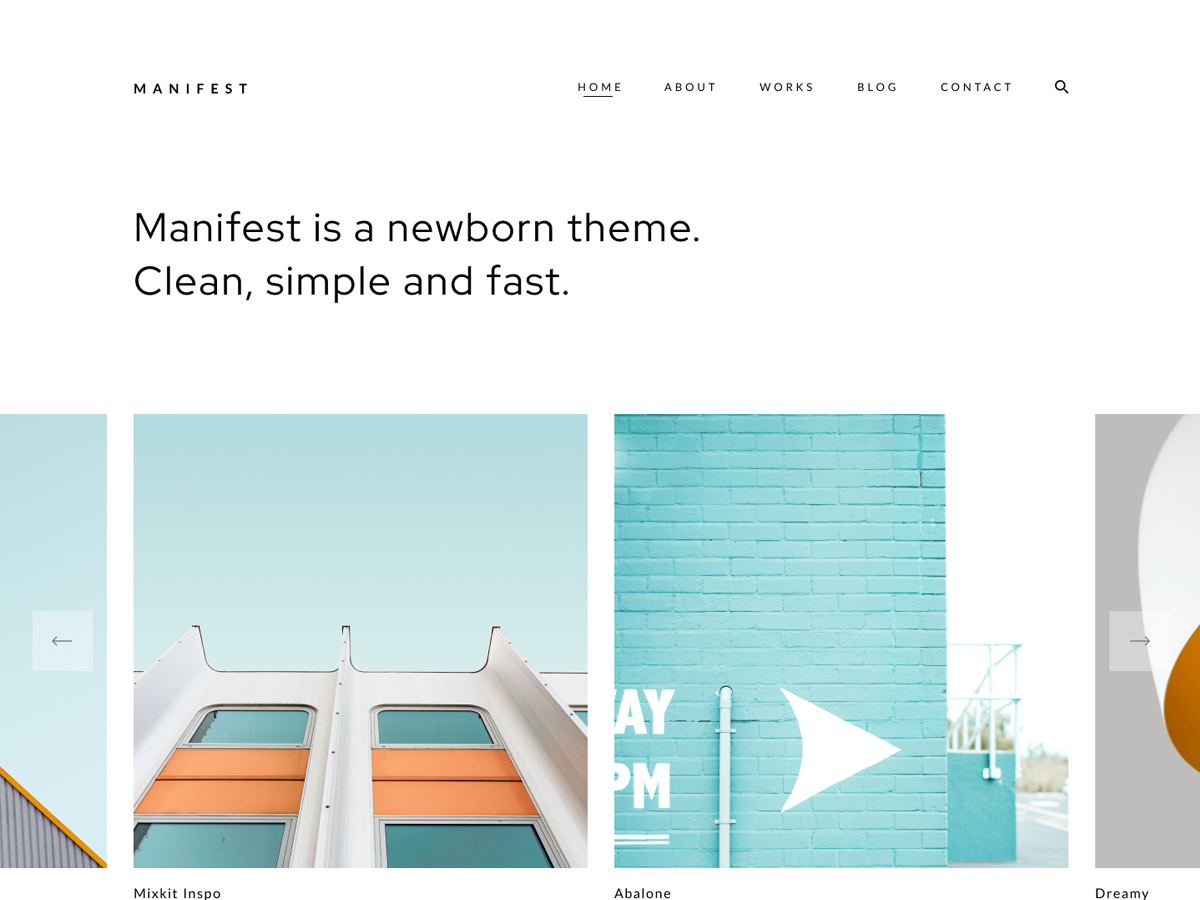 MANIFEST
HOME ABOUT WORKS BLOG CONTACT
Manifest is a newborn theme.
Clean, simple and fast.
AY
PM
Mixkit Inspo
Abalone
Dreamy